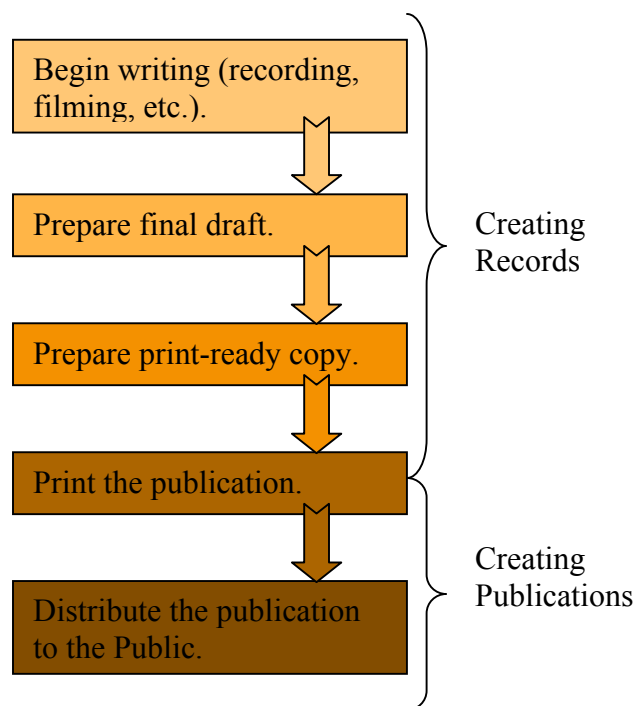 Begin writing (recording,
filming, etc.).
Prepare final draft.
Creating
Records
Prepare print-ready copy.
Print the publication.
Creating
Publications
Distribute the publication
to the Public.